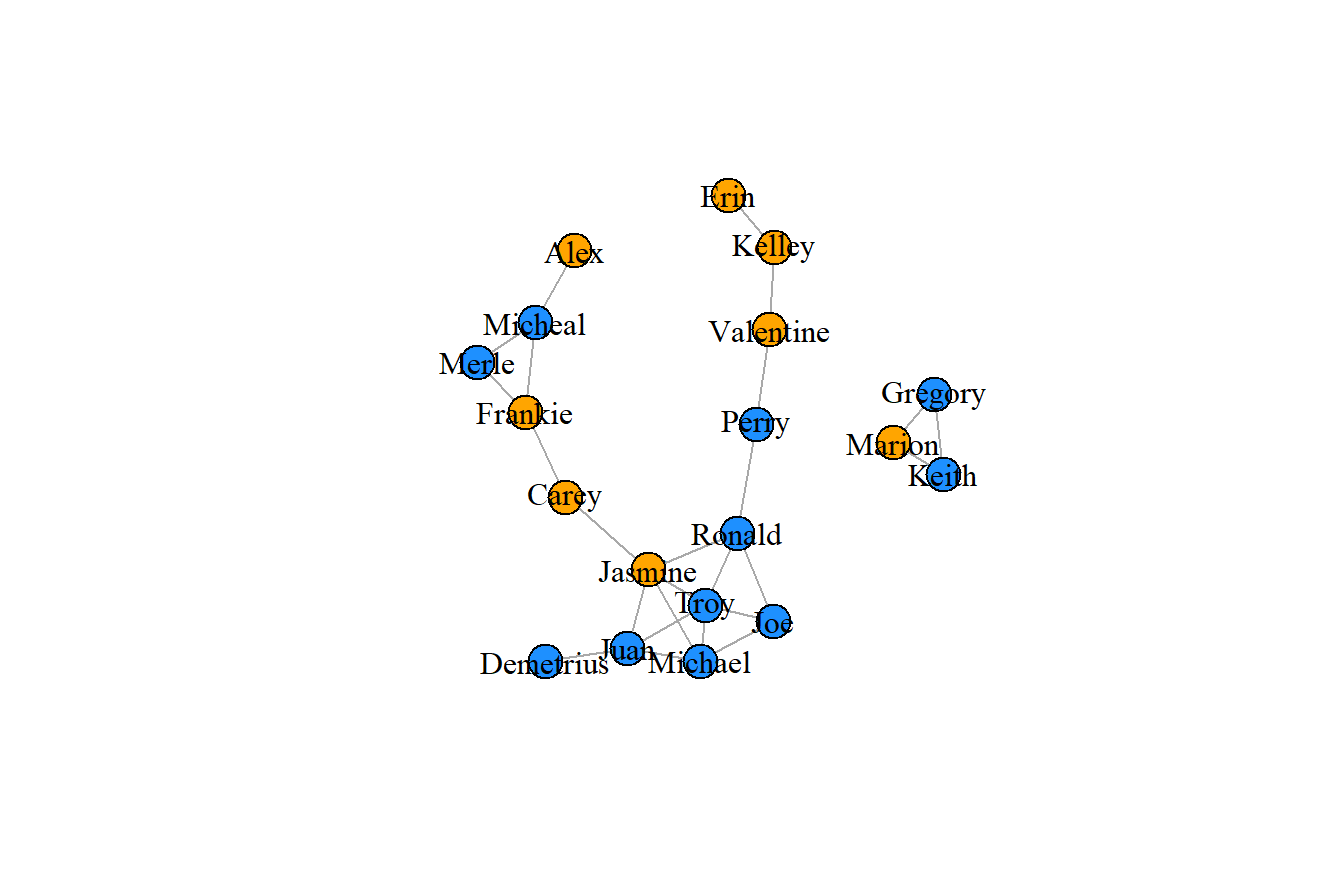 Erin
Kelley
Alex
Micheal
Valentine
Merle
Gregory
Frankie
Perry
Marion
Keith
Carey
Ronald
Jasmine
Troy
Joe
Juan
Demetrius
Michael